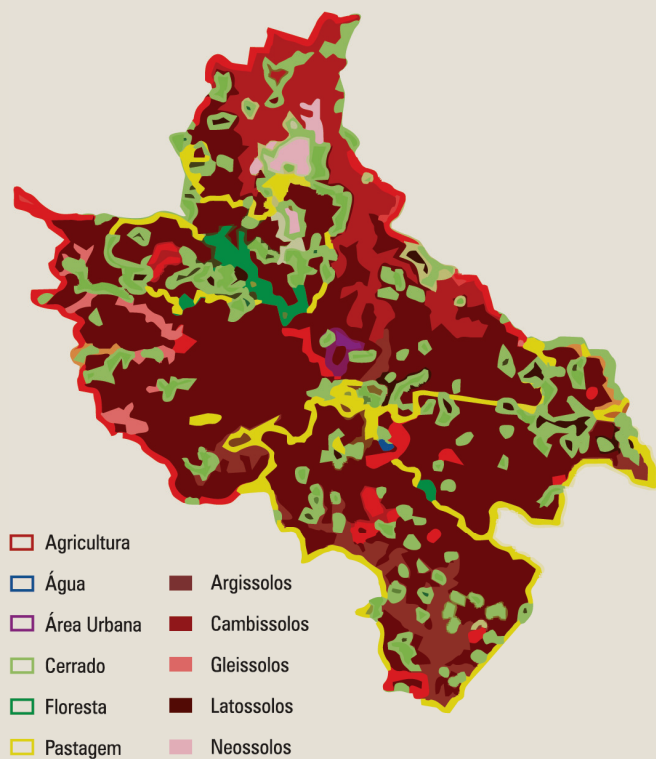 Agricultura
Água
Área Urbana
Cerrado
Floresta
Pastagem
Argissolos
Cambissolos
Gleissolos
Latossolos
Neossolos